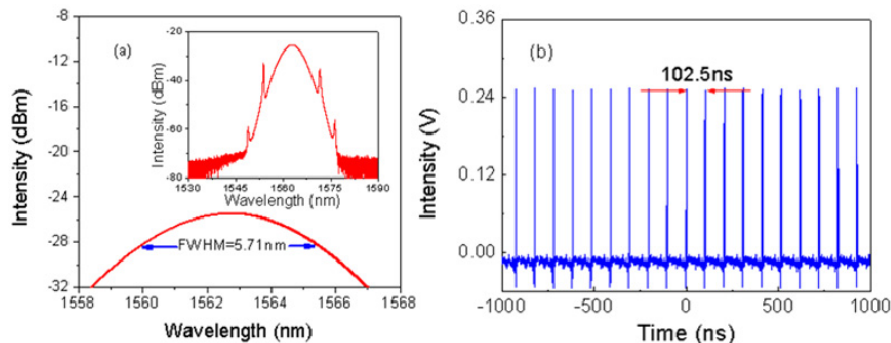 -8
-12
-16
-20
-24
-28
-32
Intensity (dBm)
(a)
-20
-40
-60
-80
Intensity (dBm)
1530 1545 1560 1575 1590
Wavelength (nm)
FWHM=5.71nm
1558 1560 1562 1564 1566 1568
Wavelength (nm)
0.36
0.24
0.12
0.00
Intensity (V)
(b)
102.5ns
-1000 -500 0 500 1000
Time (ns)